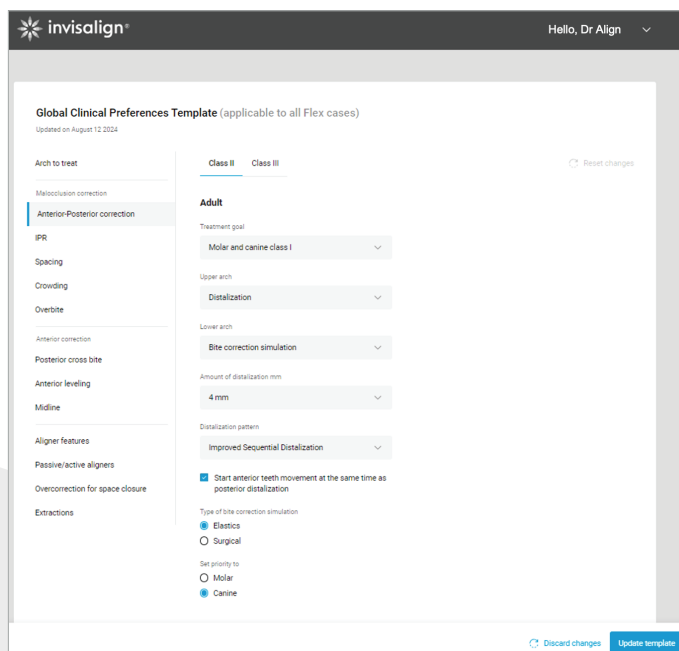 invisalign®
Hello, Dr Align
Global Clinical Preferences Template (applicable to all Flex cases)
Updated on August 12 2024
Arch to treat
Malocclusion correction
Anterior-Posterior correction
IPR
Spacing
Crowding
Overbite
Anterior correction
Posterior cross bite
Anterior leveling
Midline
Aligner features
Passive/active aligners
Overcorrection for space closure
Extractions
Class II
Class III
Reset changes
Adult
Treatment goal
Molar and canine class I
Upper arch
Distalization
Lower arch
Bite correction simulation
Amount of distalization mm
4 mm
Distalization pattern
Improved Sequential Distalization
Start anterior teeth movement at the same time as
posterior distalization
Type of bite correction simulation
Elastics
Surgical
Set priority to
Molar
Canine
Discard changes
Update template